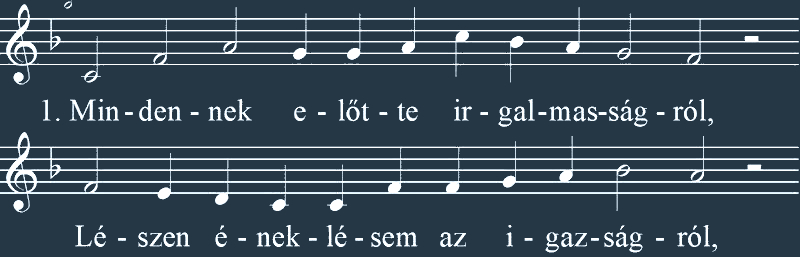 1. Min - den - nek e - lőt - te ir - gal - mas - ság - ról,
Lé - szen é - nek - lé - sem az i - gaz - ság - ról,